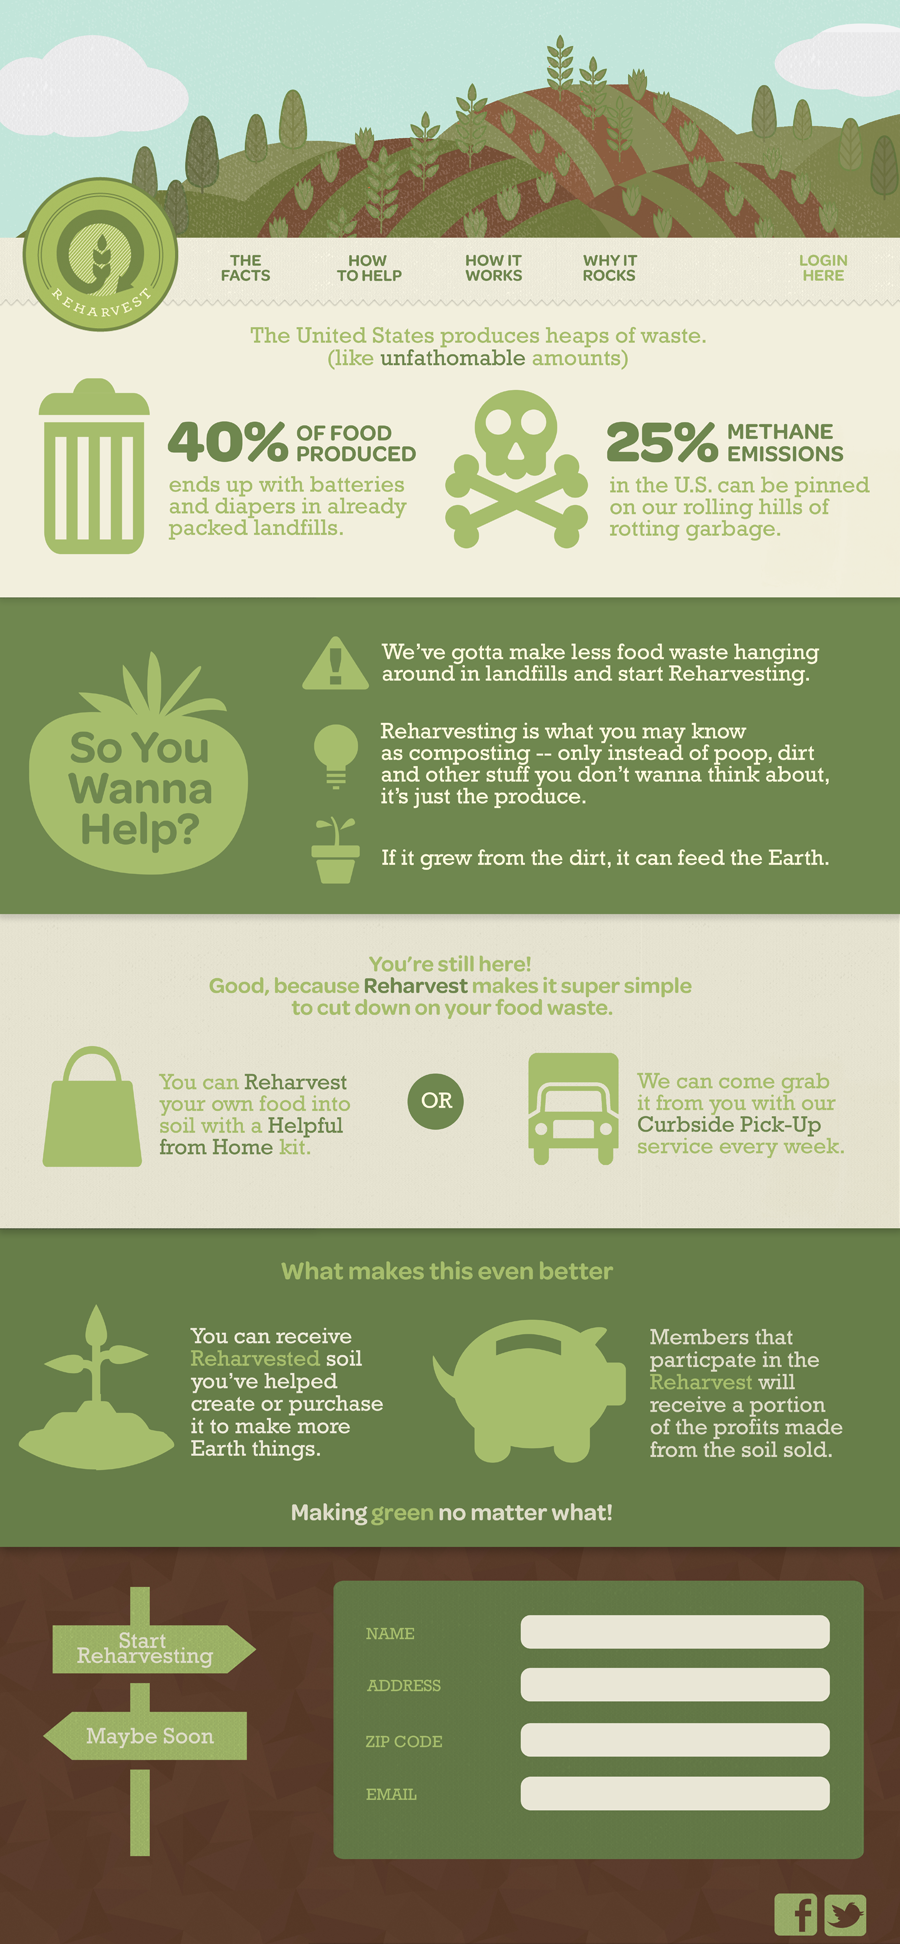 REHARVEST
THE
FACTS
HOW
TO HELP
HOW IT
WORKS
WHY IT
ROCKS
LOGIN
HERE
The United States produces heaps of waste.
(like unfathomable amounts)
40% OF FOOD
PRODUCED
ends up with batteries
and diapers in already
packed landfills.
25% METHANE
EMISSIONS
in the U.S. can be pinned
on our rolling hills of
rotting garbage.
So You
Wanna
Help?
We've gotta make less food waste hanging
around in landfills and start Reharvesting.
Reharvesting is what you may know
as composting -- only instead of poop, dirt
and other stuff you don't wanna think about,
it's just the produce.
If it grew from the dirt, it can feed the Earth.
You're still here!
Good, because Reharvest makes it super simple
to cut down on your food waste.
You can Reharvest
your own food into
soil with a Helpful
from Home kit.
OR
We can come grab
it from you with our
Curbside Pick-Up
service every week.
What makes this even better
You can receive
Reharvested soil
you've helped
create or purchase
it to make more
Earth things.
Members that
particpate in the
Reharvest will
receive a portion
of the profits made
from the soil sold.
Making green no matter what!
Start
Reharvesting
Maybe Soon
NAME
ADDRESS
ZIP CODE
EMAIL